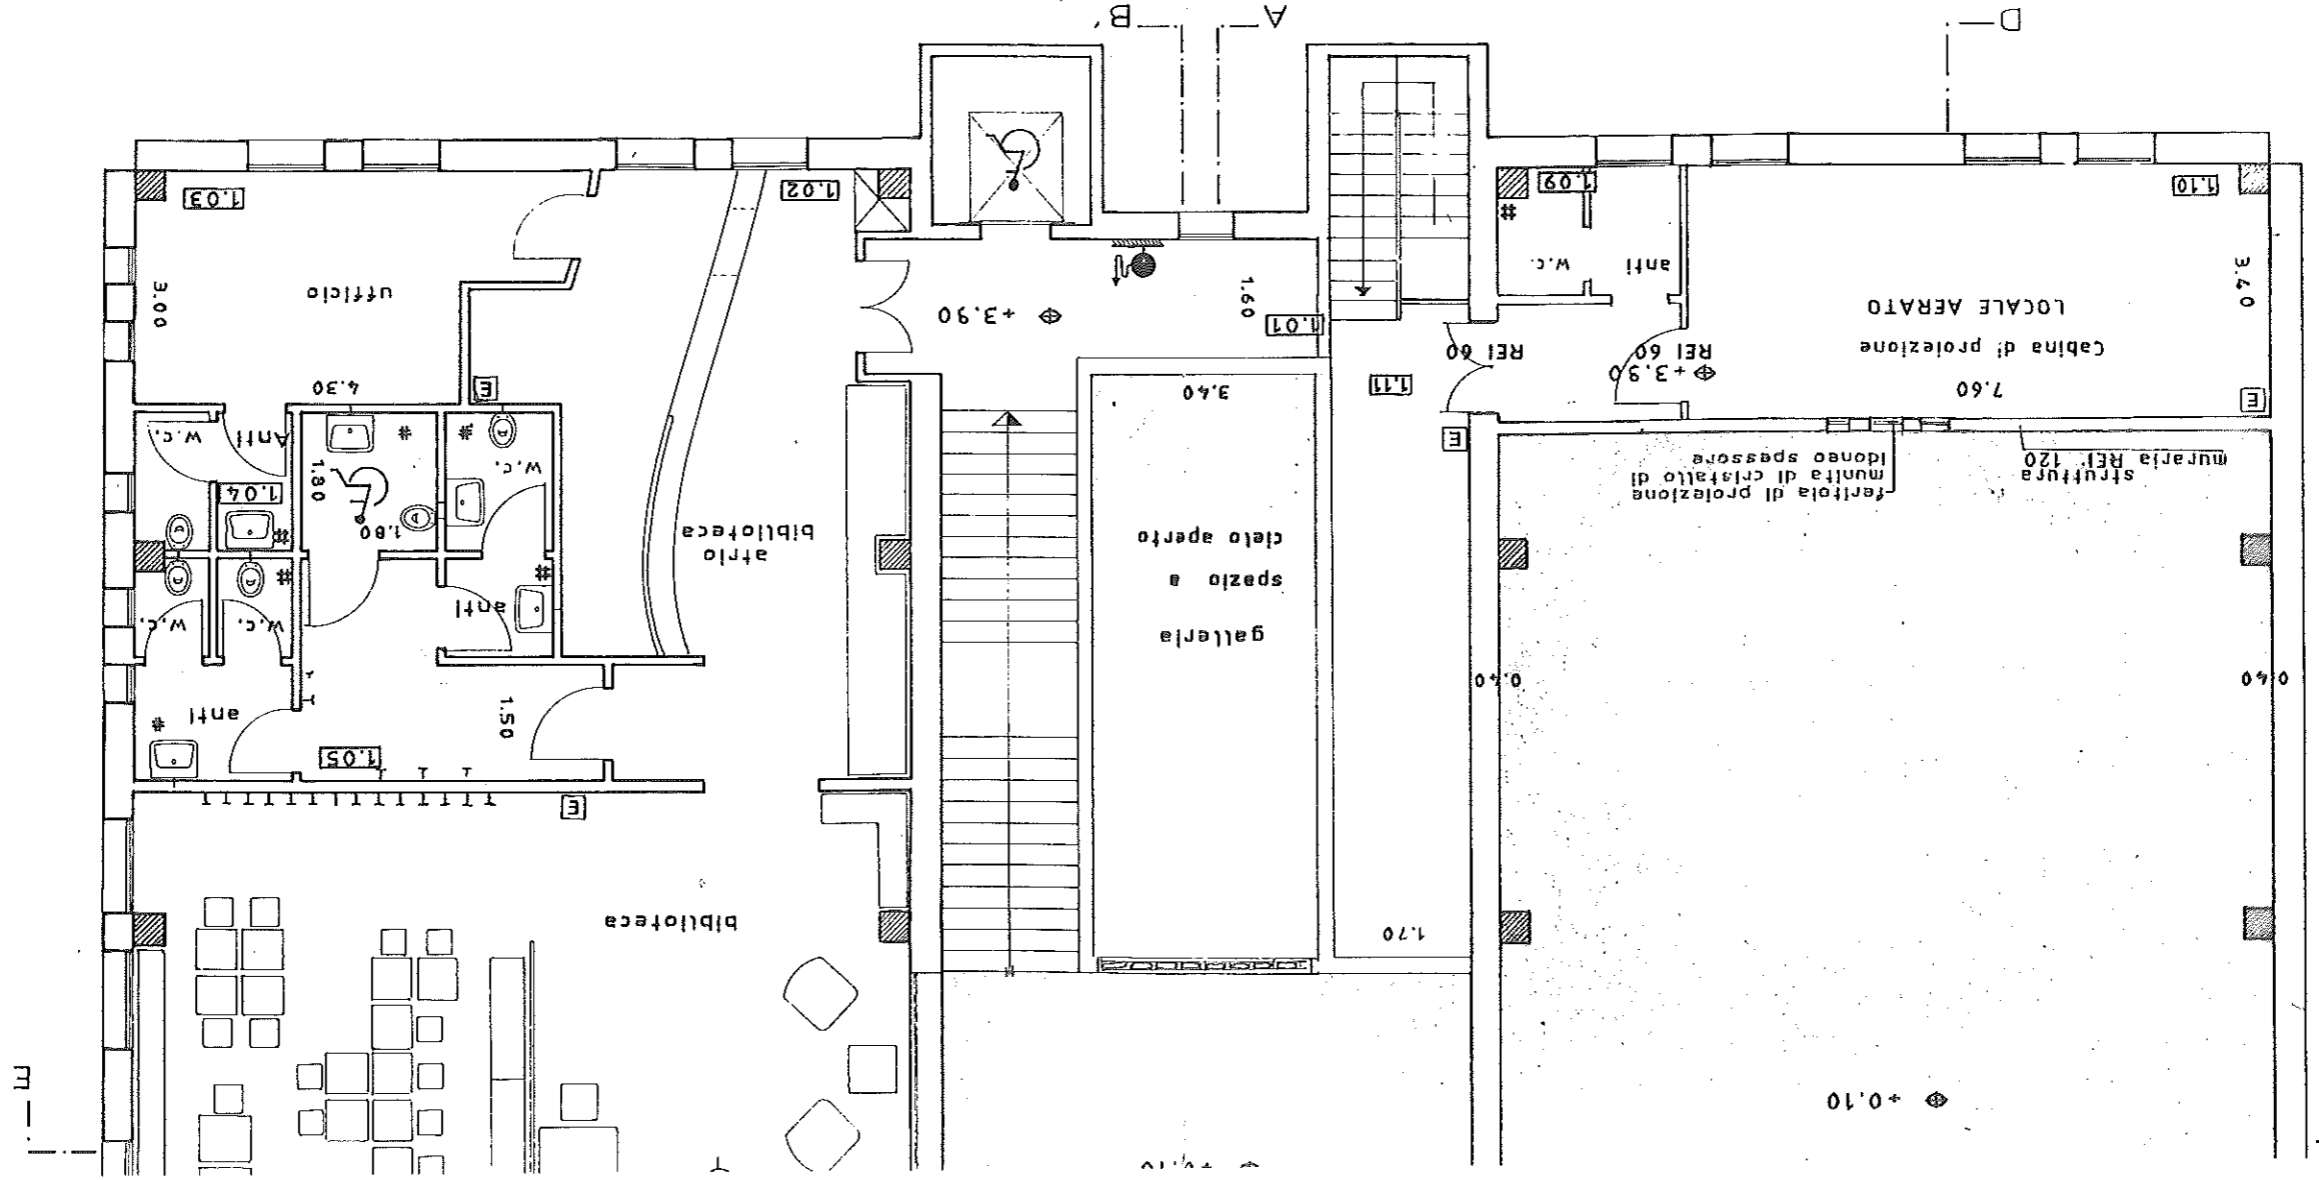 D
A
B'
1.10
1.09
1.02
1.03
w.c.
anti
3.40
LOCALE AERATO
Cabina di proiezione
7.60
REI 60
+3.90
REI 60
E
1.11
1.01
1.60
+3.90
3.40
ufficio
3.00
4.30
E
E
struttura
muraria REI 120
feritoia di proiezione
munita di cristallo di
idoneo spessore
galleria
spazio a
cielo aperto
atrio
biblioteca
w.c.
Anti
1.04
1.80
1.80
w.c.
anti
w.c.
w.c.
anti
1.05
1.50
E
0.40
0.40
1.70
biblioteca
+0.10
+0.10
E